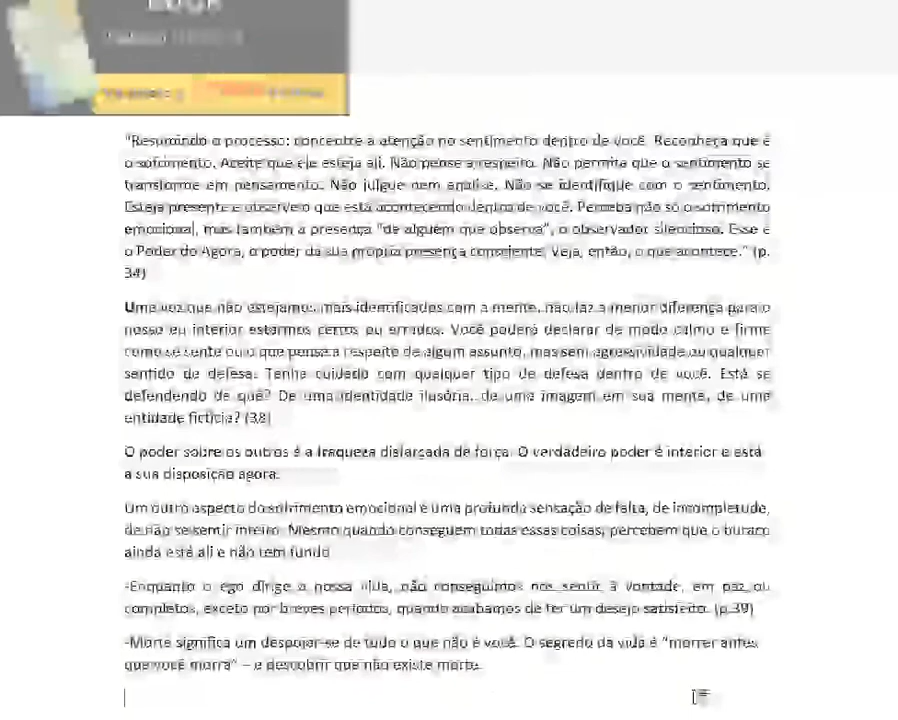 "Resumindo o processo: concentre a atenção no sentimento dentro de você. Reconheça que é
o sofrimento. Aceite que ele esteja ali. Não pense a respeito. Não permita que o sentimento se
transforme em pensamento. Não julgue nem analise. Não se identifique com o sentimento.
Esteja presente e observe o que está acontecendo dentro de você. Perceba não só o sofrimento
emocional, mas também a presença "de alguém que observa", o observador silencioso. Esse é
o Poder do Agora, o poder da sua própria presença consciente. Veja, então, o que acontece." (p.
34)
Uma vez que não estejamos mais identificados com a mente, não faz a menor diferença para o
nosso eu interior estarmos certos ou errados. Você poderá declarar de modo calmo e firme
como se sente ou o que pensa a respeito de algum assunto, mas sem agressividade ou qualquer
sentido de defesa. Tenha cuidado com qualquer tipo de defesa dentro de você. Está se
defendendo de quê? De uma identidade ilusória, de uma imagem em sua mente, de uma
entidade fictícia? (38)
O poder sobre os outros é a fraqueza disfarçada de força. O verdadeiro poder é interior e está
a sua disposição agora.
Um outro aspecto do sofrimento emocional é uma profunda sensação de falta, de incompletude,
de não se sentir inteiro. Mesmo quando conseguem todas essas coisas, percebem que o buraco
ainda está ali e não tem fundo
-Enquanto o ego dirige a nossa vida, não conseguimos nos sentir à vontade, em paz ou
completos, exceto por breves períodos, quando acabamos de ter um desejo satisfeito. (p.39)
-Morte significa um despojar-se de tudo o que não é você. O segredo da vida é "morrer antes
que você morra" – e descobrir que não existe morte.